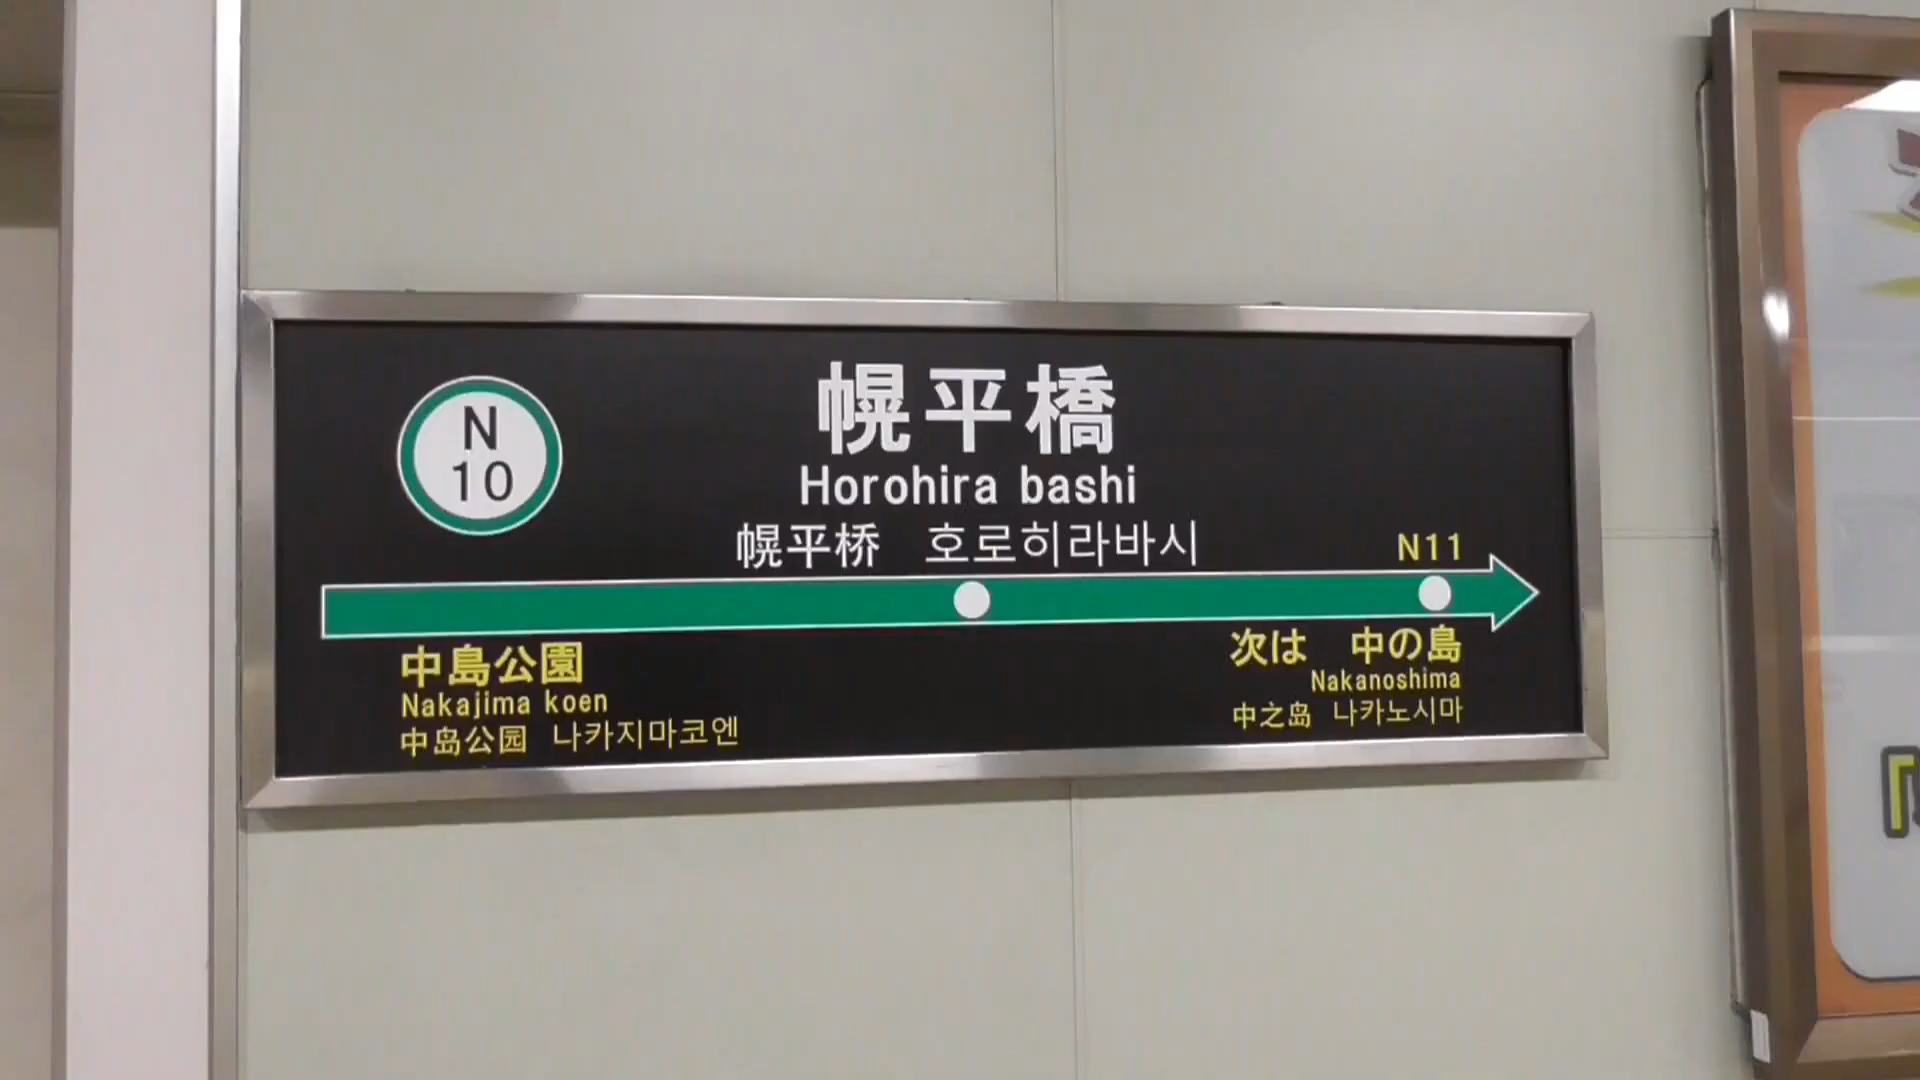 N
10
幌平橋
Horohira bashi
幌平桥 호로히라바시
N11
中島公園
Nakajima koen
中岛公园 나카지마코엔
次は 中の島
Nakanoshima
中之岛 나카노시마